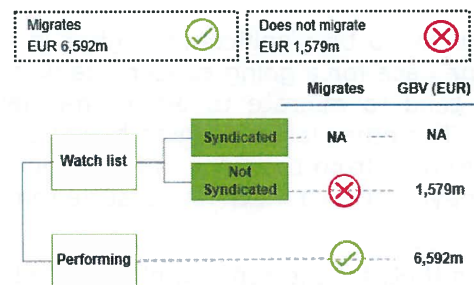 Migrates
EUR 6,592m
Does not migrate
EUR 1,579m
Migrates GBV (EUR)
Syndicated NA NA
Watch list
Not
Syndicated 1,579m
Performing 6,592m